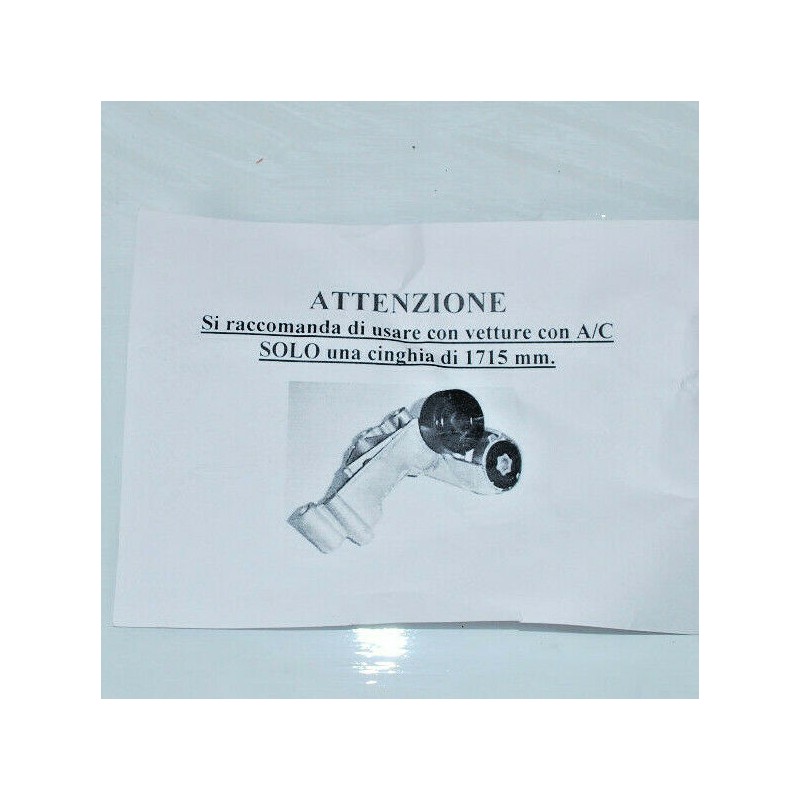 ATTENZIONE
Si raccomanda di usare con vetture con A/C
SOLO una cinghia di 1715 mm.